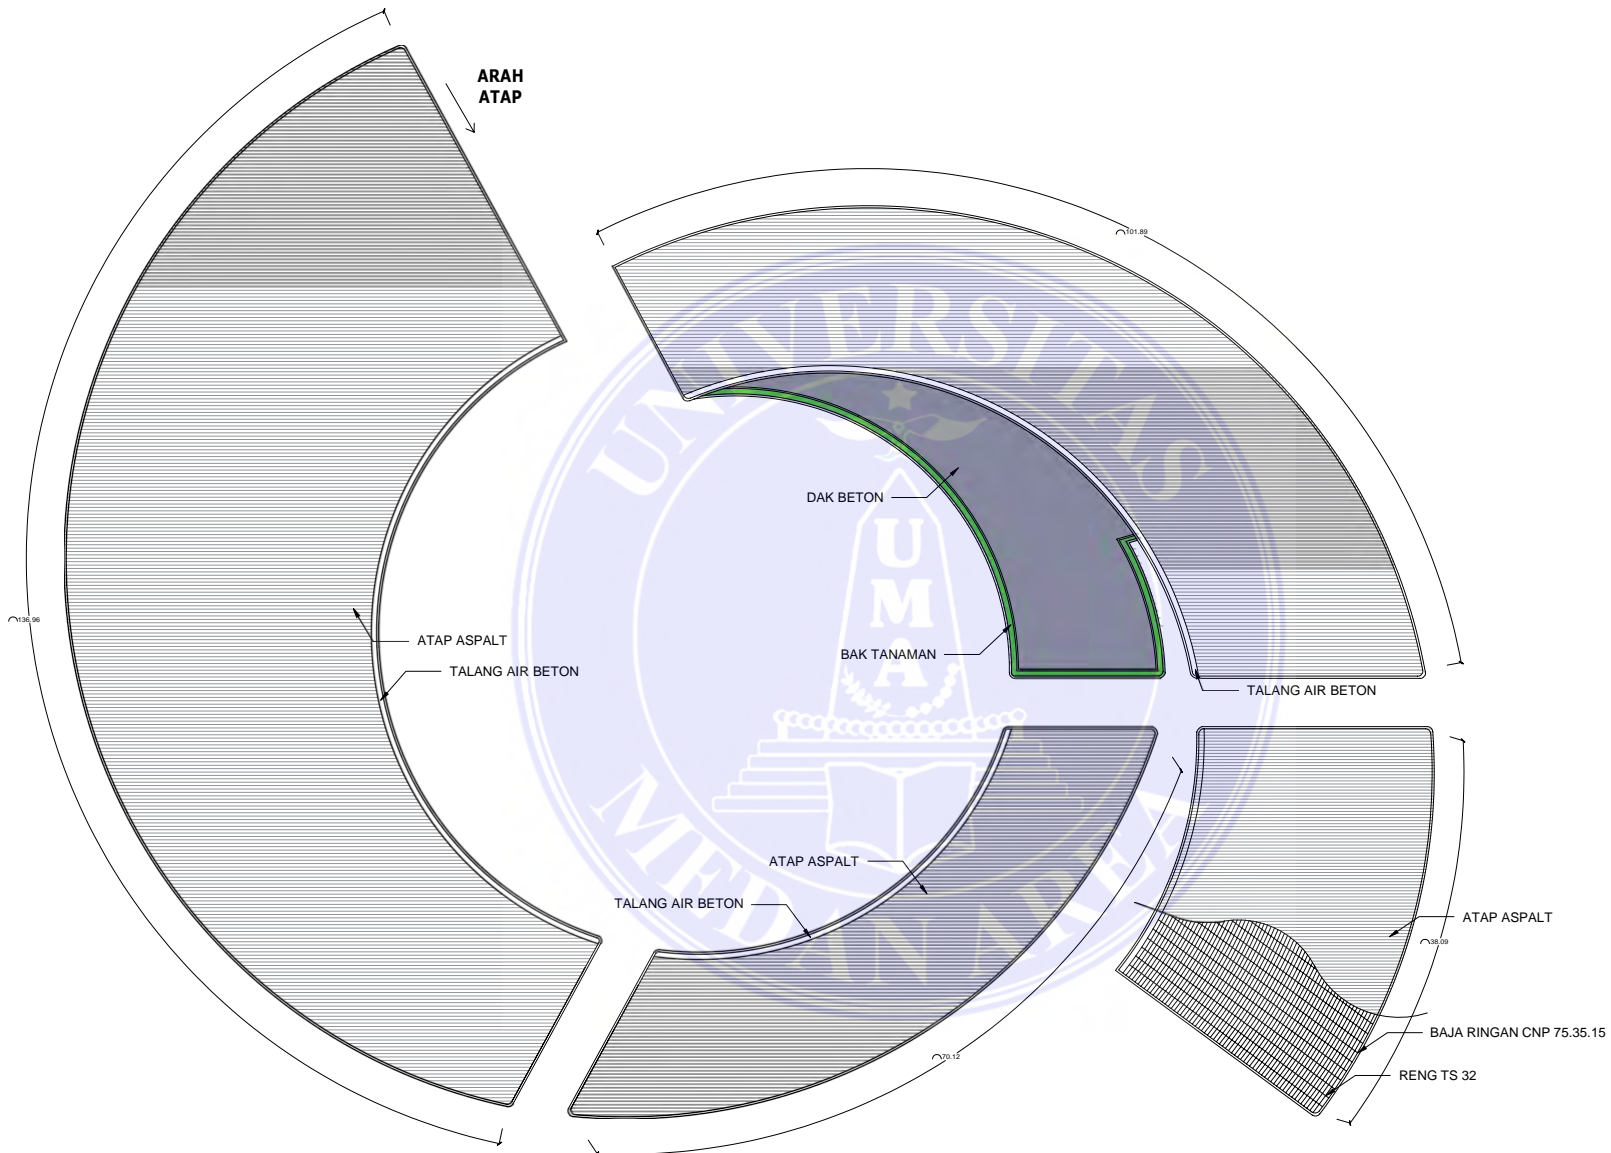 ARAH
ATAP
⌒101.89
DAK BETON
⌒136.96
ATAP ASPALT
BAK TANAMAN
TALANG AIR BETON
TALANG AIR BETON
ATAP ASPALT
TALANG AIR BETON
ATAP ASPALT
⌒38.09
BAJA RINGAN CNP 75.35.15
⌒70.12
RENG TS 32
UNIVERSITAS
UMA
MEDAN AREA